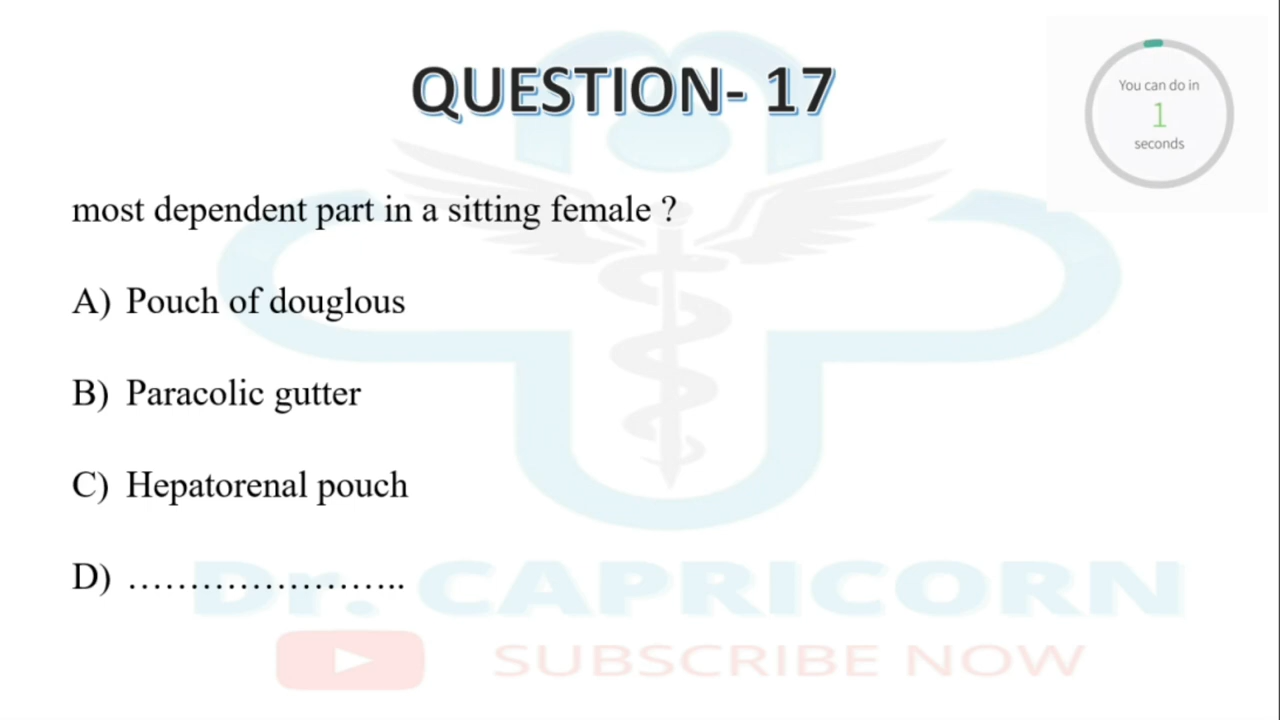 QUESTION- 17
You can do in
1
seconds
most dependent part in a sitting female ?
A) Pouch of douglous
B) Paracolic gutter
C) Hepatorenal pouch
D) ……………………..
Dr. CAPRICORN
SUBSCRIBE NOW